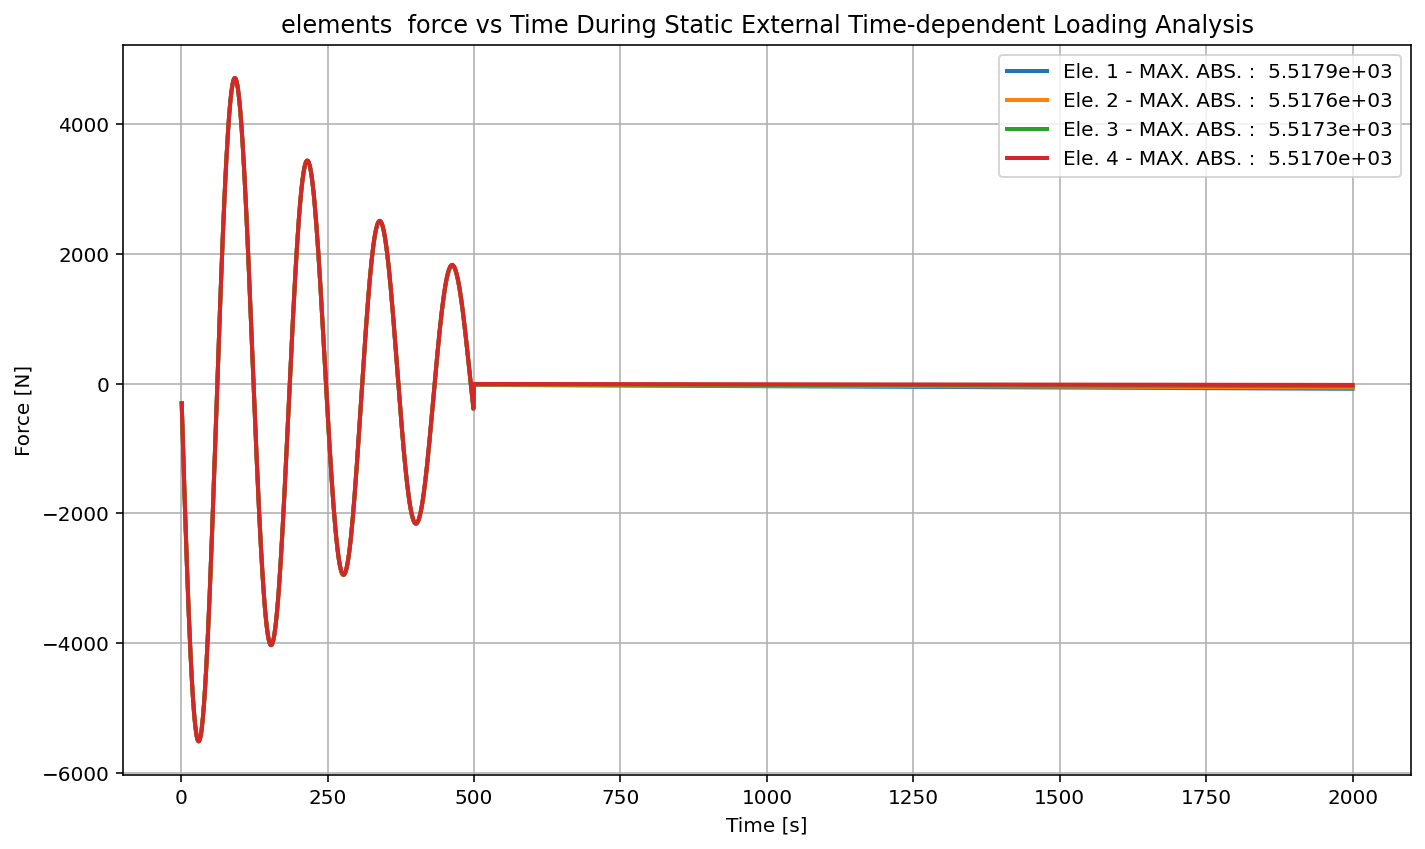 elements  force vs Time During Static External Time-dependent Loading Analysis
Ele. 1 - MAX. ABS. :  5.5179e+03
Ele. 2 - MAX. ABS. :  5.5176e+03
Ele. 3 - MAX. ABS. :  5.5173e+03
Ele. 4 - MAX. ABS. :  5.5170e+03
Force [N]
4000
2000
0
−2000
−4000
−6000
0 250 500 750 1000 1250 1500 1750 2000
Time [s]